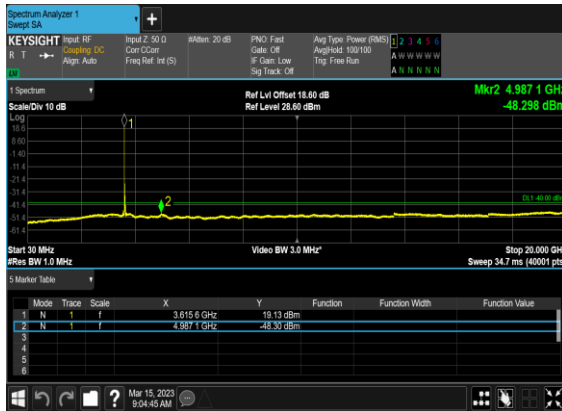 Spectrum Analyzer 1
Swept SA
+
KEYSIGHT
R T
Input: RF
Coupling: DC
Align: Auto
Input Z: 50 Ω
Corr CCorr
Freq Ref: Int (S)
#Atten: 20 dB
PNO: Fast
Gate: Off
IF Gain: Low
Sig Track: Off
Avg Type: Power (RMS)
Avg|Hold: 100/100
Trig: Free Run
1 2 3 4 5 6
A W W W W W
A N N N N N
1 Spectrum
Scale/Div 10 dB
Ref Lvl Offset 18.60 dB
Ref Level 28.60 dBm
Mkr2 4.987 1 GHz
-48.298 dBm
Log
18.6
8.60
-1.40
-11.4
-21.4
-31.4
-41.4
-51.4
-61.4
1
2
DL1 -40.00 dBm
Start 30 MHz
#Res BW 1.0 MHz
Video BW 3.0 MHz*
Stop 20.000 GHz
Sweep 34.7 ms (40001 pts)
5 Marker Table
Mode Trace Scale X Y Function Function Width Function Value
1 N 1 f 3.615 6 GHz 19.13 dBm
2 N 1 f 4.987 1 GHz -48.30 dBm
3
4
5
6
?
Mar 15, 2023
9:04:45 AM